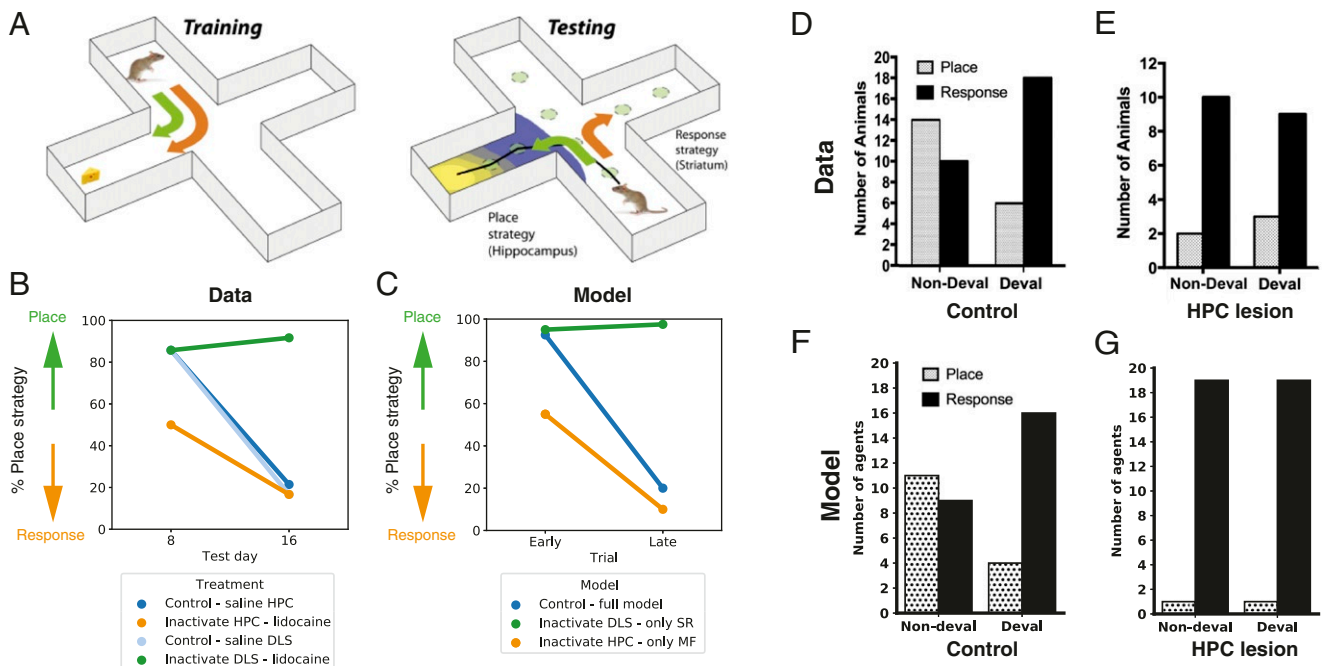 A
Training
Testing
Response
strategy
(Striatum)
Place
strategy
(Hippocampus)
B
Data
Place
% Place strategy
Response
100
80
60
40
20
0
8
16
Test day
Treatment
Control - saline HPC
Inactivate HPC - lidocaine
Control - saline DLS
Inactivate DLS - lidocaine
C
Model
Place
% Place strategy
Response
100
80
60
40
20
0
Early
Late
Trial
Model
Control - full model
Inactivate DLS - only SR
Inactivate HPC - only MF
Data
D
Number of Animals
20
18
16
14
12
10
8
6
4
2
0
Place
Response
Non-Deval
Deval
Control
E
Number of Animals
12
10
8
6
4
2
0
Non-Deval
Deval
HPC lesion
Model
F
Number of agents
20
18
16
14
12
10
8
6
4
2
0
Place
Response
Non-deval
Deval
Control
G
Number of agents
20
18
16
14
12
10
8
6
4
2
0
Non-deval
Deval
HPC lesion